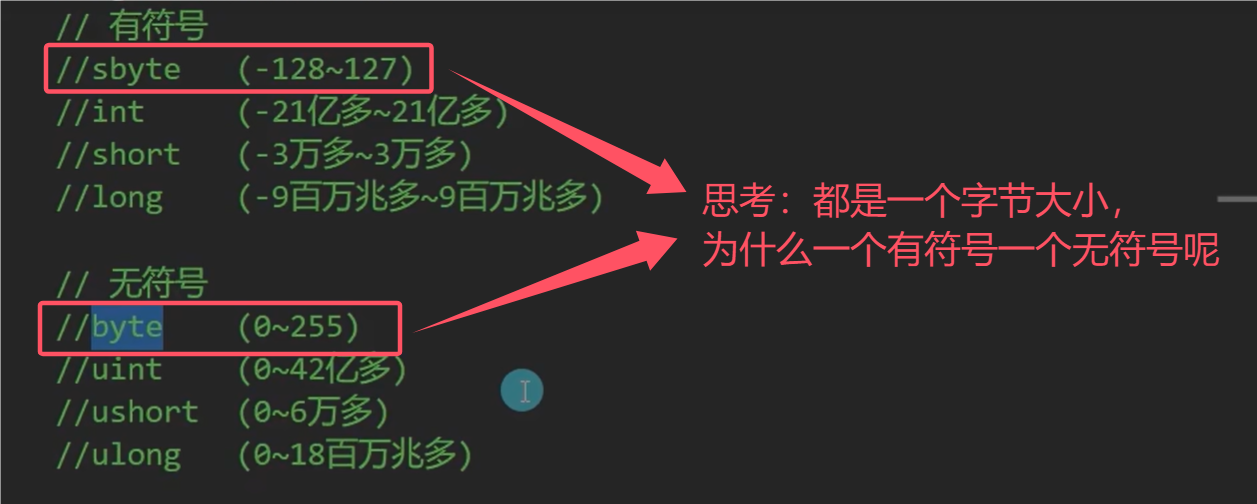 // 有符号
//sbyte (-128~127)
//int (-21亿多~21亿多)
//short (-3万多~3万多)
//long (-9百万兆多~9百万兆多)
思考：都是一个字节大小，
为什么一个有符号一个无符号呢
// 无符号
//byte (0~255)
//uint (0~42亿多)
//ushort (0~6万多)
//ulong (0~18百万兆多)